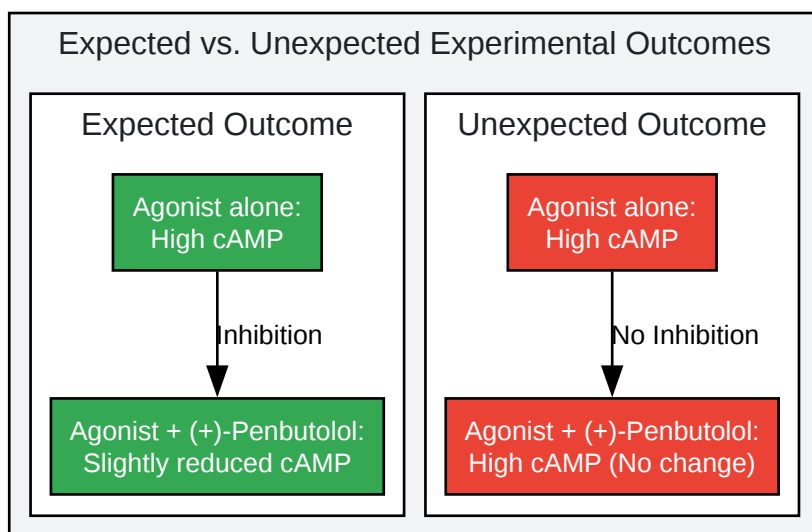 Expected vs. Unexpected Experimental Outcomes
Expected Outcome
Agonist alone:
High cAMP
Inhibition
Agonist + (+)-Penbutolol:
Slightly reduced cAMP
Unexpected Outcome
Agonist alone:
High cAMP
No Inhibition
Agonist + (+)-Penbutolol:
High cAMP (No change)